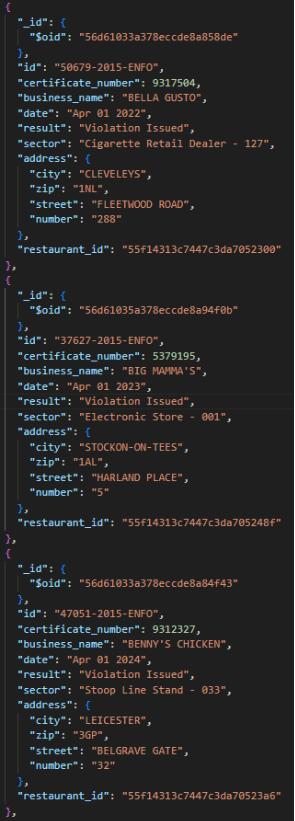 {
"_id": {
"$oid": "56d61033a378eccde8a858de"
},
"id": "50679-2015-ENFO",
"certificate_number": 9317504,
"business_name": "BELLA GUSTO",
"date": "Apr 01 2022",
"result": "Violation Issued",
"sector": "Cigarette Retail Dealer - 127",
"address": {
"city": "CLEVELEYS",
"zip": "1NL",
"street": "FLEETWOOD ROAD",
"number": "288"
},
"restaurant_id": "55f14313c7447c3da7052300"
},
{
"_id": {
"$oid": "56d61035a378eccde8a94f0b"
},
"id": "37627-2015-ENFO",
"certificate_number": 5379195,
"business_name": "BIG MAMMA'S",
"date": "Apr 01 2023",
"result": "Violation Issued",
"sector": "Electronic Store - 001",
"address": {
"city": "STOCKON-ON-TEES",
"zip": "1AL",
"street": "HARLAND PLACE",
"number": "5"
},
"restaurant_id": "55f14313c7447c3da705248f"
},
{
"_id": {
"$oid": "56d61033a378eccde8a84f43"
},
"id": "47051-2015-ENFO",
"certificate_number": 9312327,
"business_name": "BENNY'S CHICKEN",
"date": "Apr 01 2024",
"result": "Violation Issued",
"sector": "Stoop Line Stand - 033",
"address": {
"city": "LEICESTER",
"zip": "3GP",
"street": "BELGRAVE GATE",
"number": "32"
},
"restaurant_id": "55f14313c7447c3da70523a6"
},